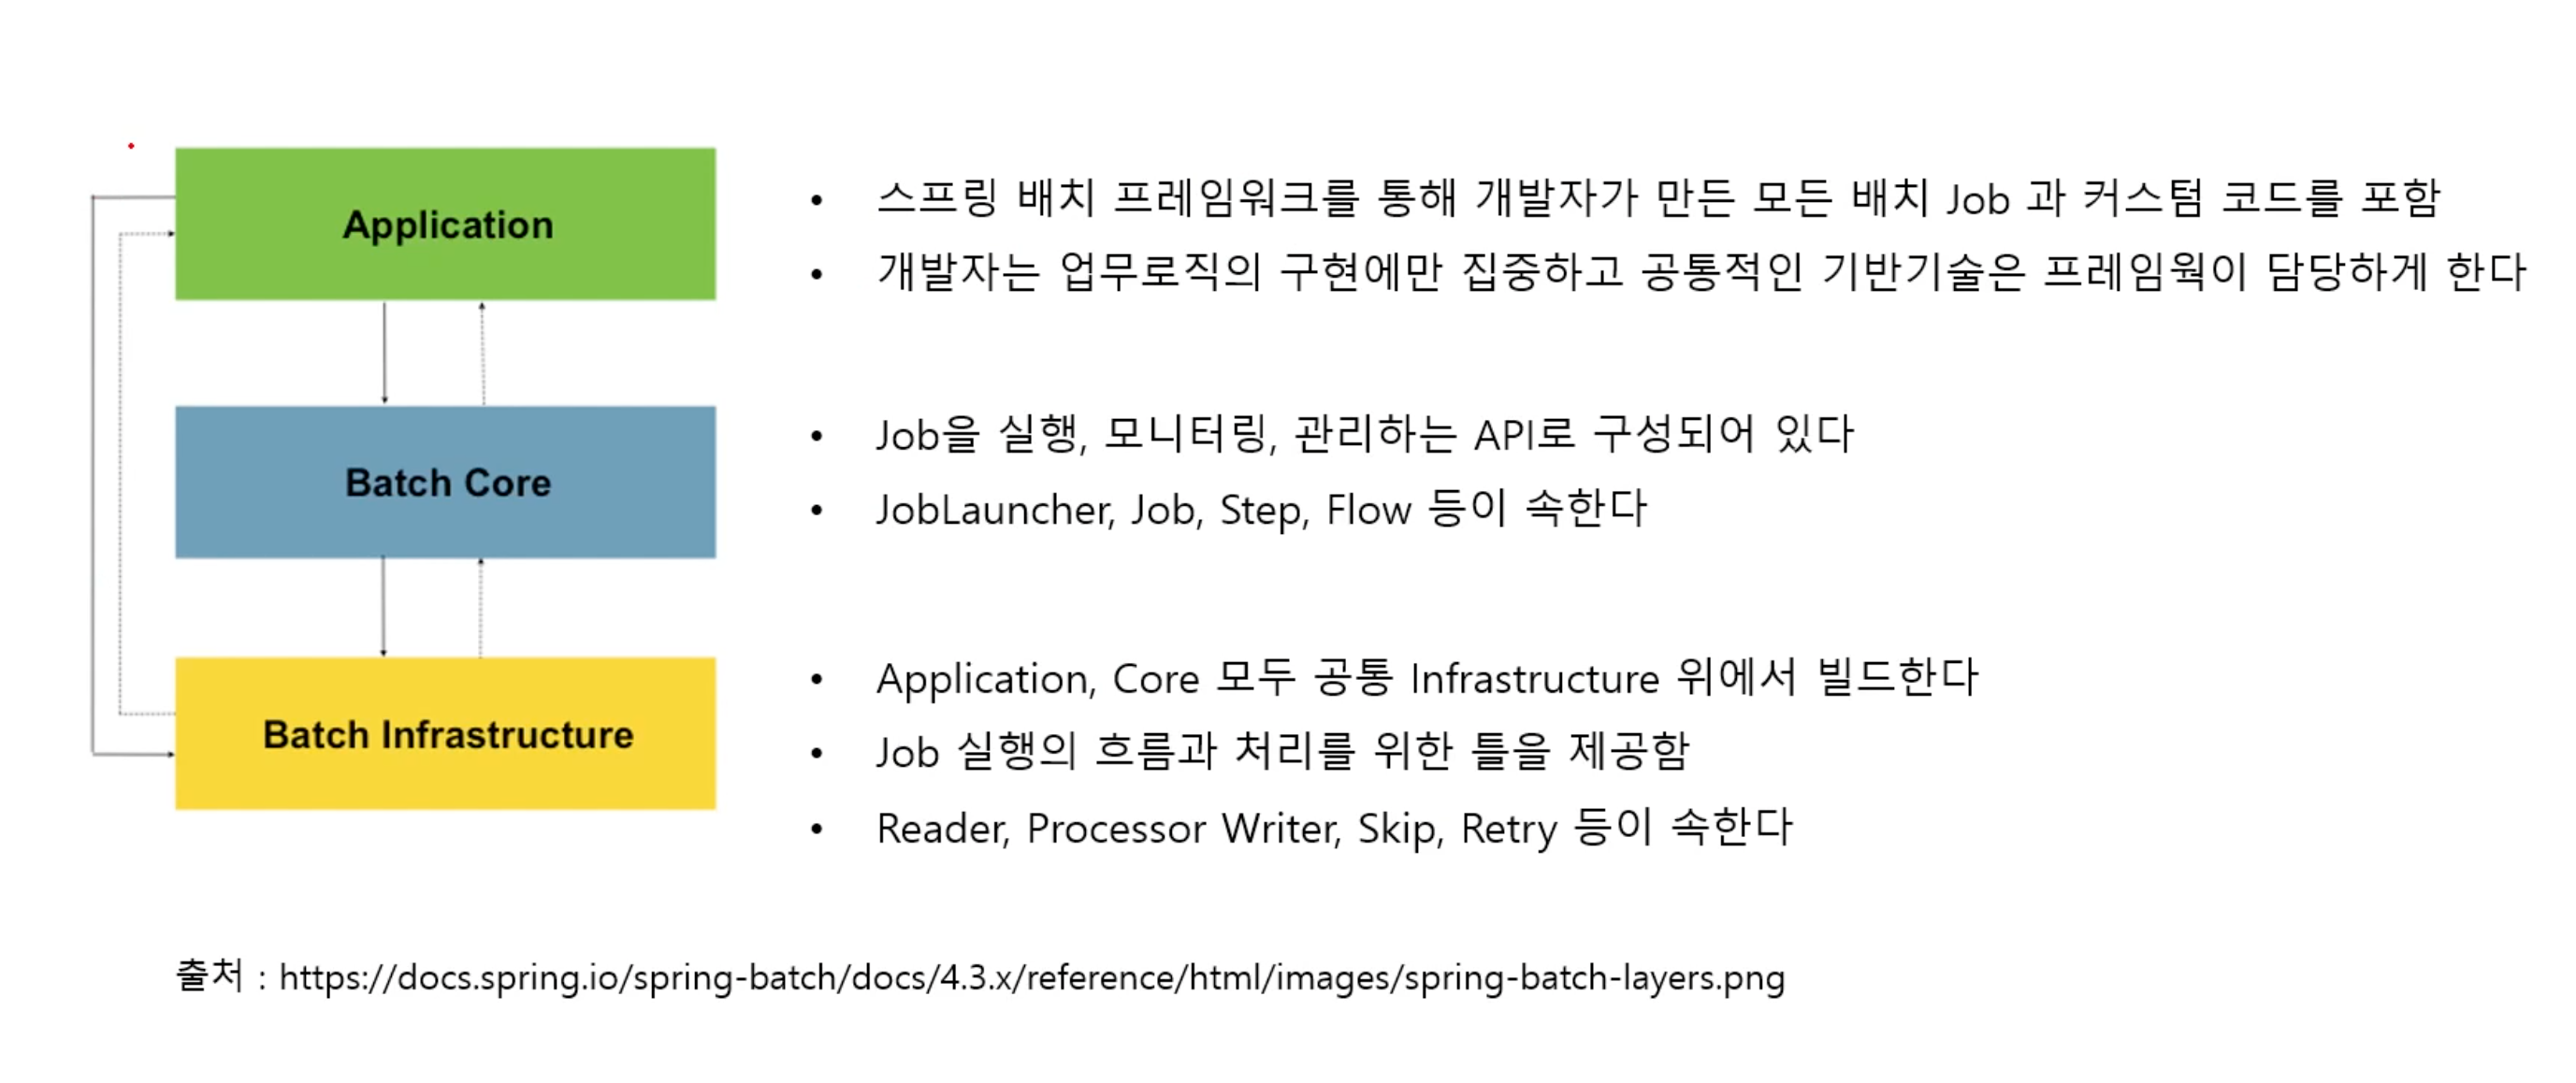 Application
• 스프링 배치 프레임워크를 통해 개발자가 만든 모든 배치 Job 과 커스텀 코드를 포함
• 개발자는 업무로직의 구현에만 집중하고 공통적인 기반기술은 프레임웍이 담당하게 한다
Batch Core
• Job을 실행, 모니터링, 관리하는 API로 구성되어 있다
• JobLauncher, Job, Step, Flow 등이 속한다
Batch Infrastructure
• Application, Core 모두 공통 Infrastructure 위에서 빌드한다
• Job 실행의 흐름과 처리를 위한 틀을 제공함
• Reader, Processor Writer, Skip, Retry 등이 속한다
출처 : https://docs.spring.io/spring-batch/docs/4.3.x/reference/html/images/spring-batch-layers.png